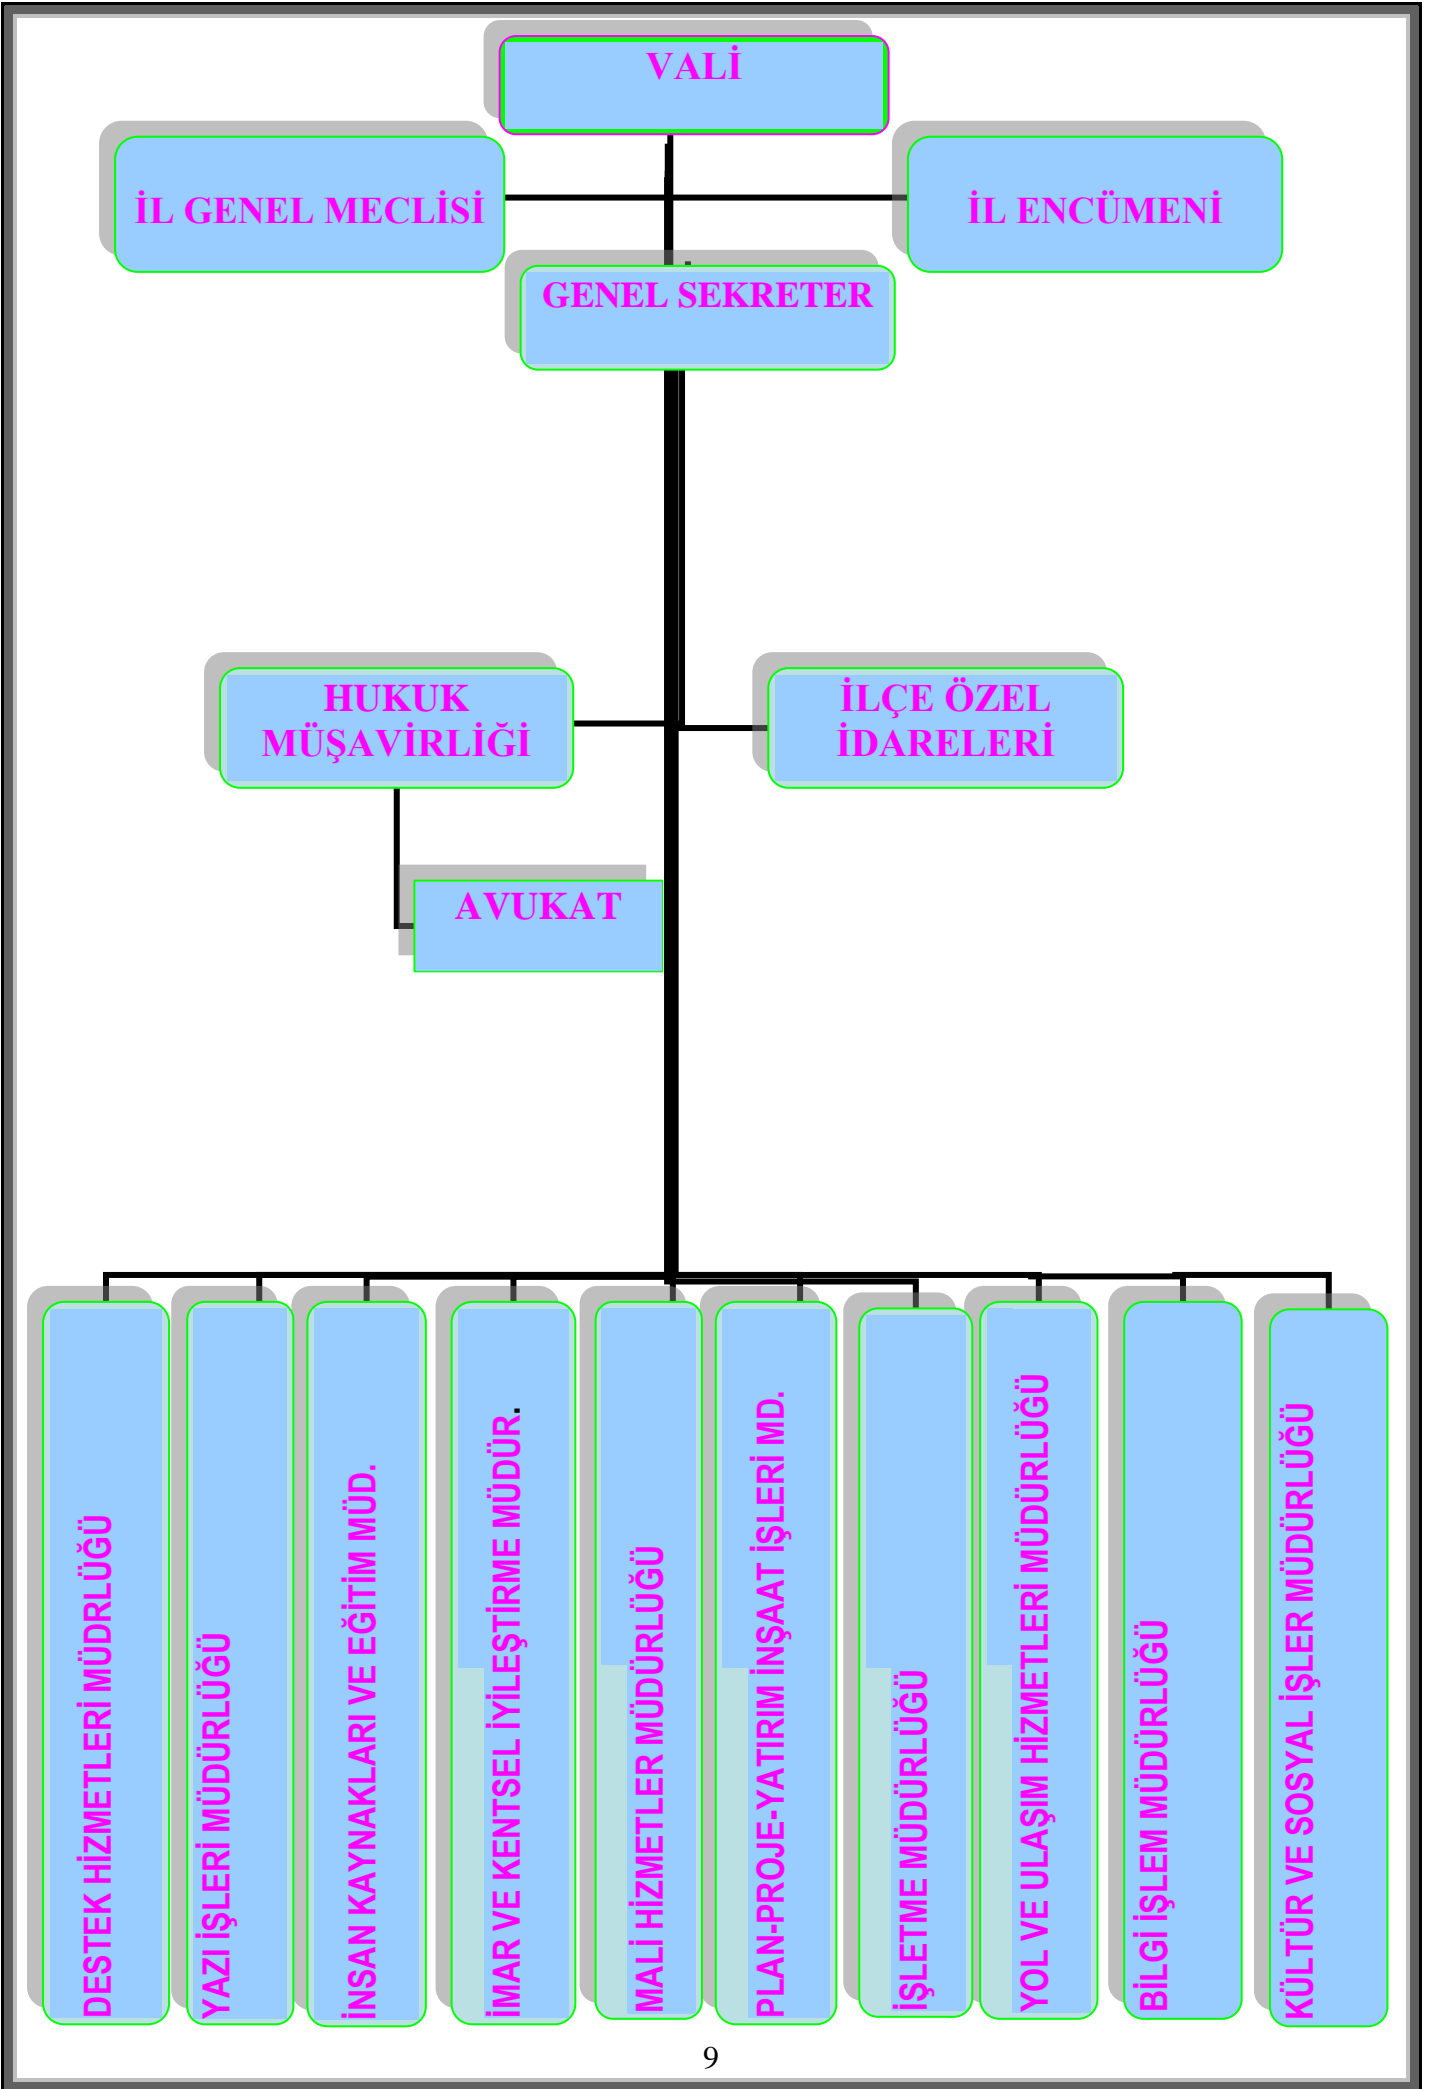 VALİ
İL GENEL MECLİSİ
İL ENCÜMENİ
GENEL SEKRETER
HUKUK
MÜŞAVİRLİĞİ
İLÇE ÖZEL
İDARELERİ
AVUKAT
DESTEK HİZMETLERİ MÜDRLÜĞÜ
YAZI İŞLERİ MÜDÜRLÜĞÜ
İNSAN KAYNAKLARI VE EĞİTİM MÜD.
İMAR VE KENTSEL İYİLEŞTİRME MÜDÜR.
MALİ HİZMETLER MÜDÜRLÜĞÜ
PLAN-PROJE-YATIRIM İNŞAAT İŞLERİ MD.
İŞLETME MÜDÜRLÜĞÜ
YOL VE ULAŞIM HİZMETLERİ MÜDÜRLÜĞÜ
BİLGİ İŞLEM MÜDÜRLÜĞÜ
KÜLTÜR VE SOSYAL İŞLER MÜDÜRLÜĞÜ
9